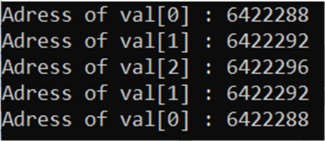 Adress of val[0] : 6422288
Adress of val[1] : 6422292
Adress of val[2] : 6422296
Adress of val[1] : 6422292
Adress of val[0] : 6422288